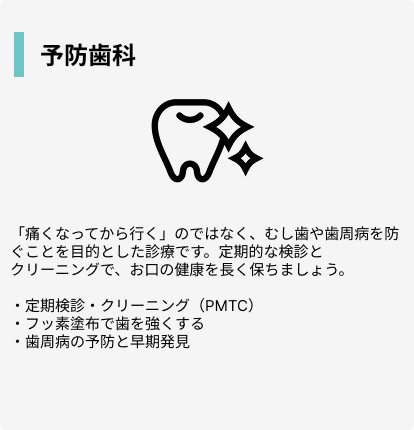 予防歯科
「痛くなってから行く」のではなく、むし歯や歯周病を防
ぐことを目的とした診療です。定期的な検診と
クリーニングで、お口の健康を長く保ちましょう。
・定期検診・クリーニング（PMTC）
・フッ素塗布で歯を強くする
・歯周病の予防と早期発見